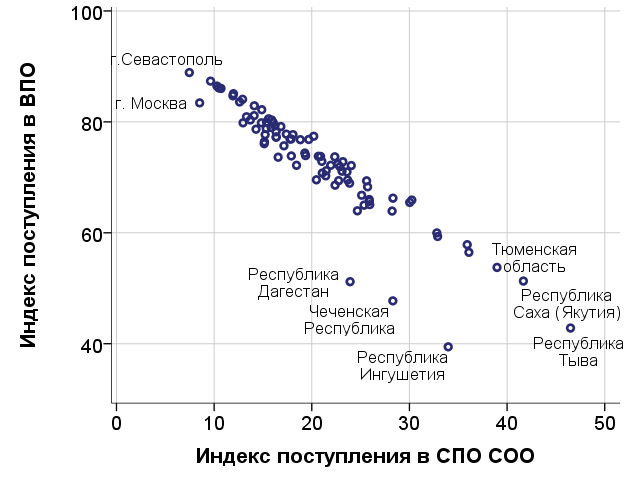 100
80
60
40
0
10
20
30
40
50
Индекс поступления в ВПО
Индекс поступления в СПО СОО
г.Севастополь
г. Москва
Тюменская
область
Республика
Дагестан
Республика
Саха (Якутия)
Чеченская
Республика
Республика
Тыва
Республика
Ингушетия